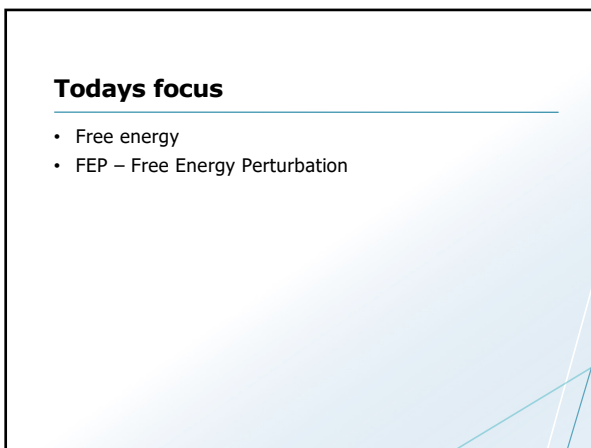 Todays focus
• Free energy
• FEP – Free Energy Perturbation